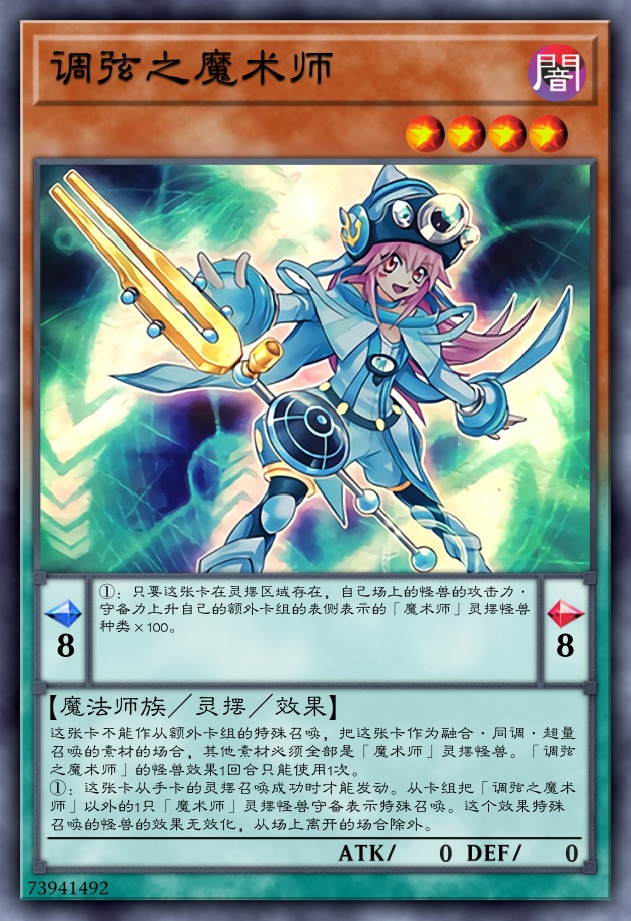 调弦之魔术师
闇
①：只要这张卡在灵摆区域存在，自己场上的怪兽的攻击力·
守备力上升自己的额外卡组的表侧表示的「魔术师」灵摆怪兽
种类×100。
8
8
【魔法师族／灵摆／效果】
这张卡不能作从额外卡组的特殊召唤，把这张卡作为融合·同调·超量
召唤的素材的场合，其他素材必须全部是「魔术师」灵摆怪兽。「调弦
之魔术师」的怪兽效果1回合只能使用1次。
①：这张卡从手卡的灵摆召唤成功时才能发动。从卡组把「调弦之魔术
师」以外的1只「魔术师」灵摆怪兽守备表示特殊召唤。这个效果特殊
召唤的怪兽的效果无效化，从场上离开的场合除外。
ATK/ 0 DEF/ 0
73941492